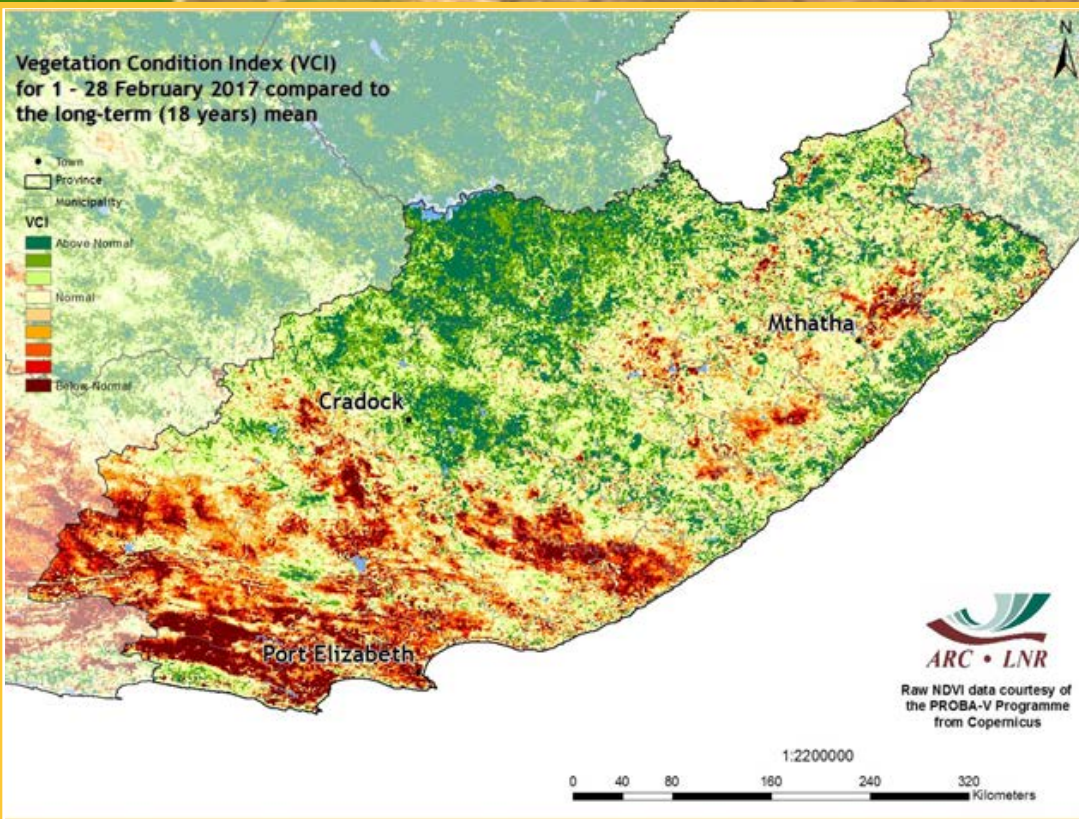 Vegetation Condition Index (VCI)
for 1 - 28 February 2017 compared to
the long-term (18 years) mean
N
Town
Province
Municipality
VCI
Above Normal
Normal
Below Normal
Mthatha
Cradock
Port Elizabeth
ARC • LNR
Raw NDVI data courtesy of
the PROBA-V Programme
from Copernicus
1:2200000
0 40 80 160 240 320
Kilometers